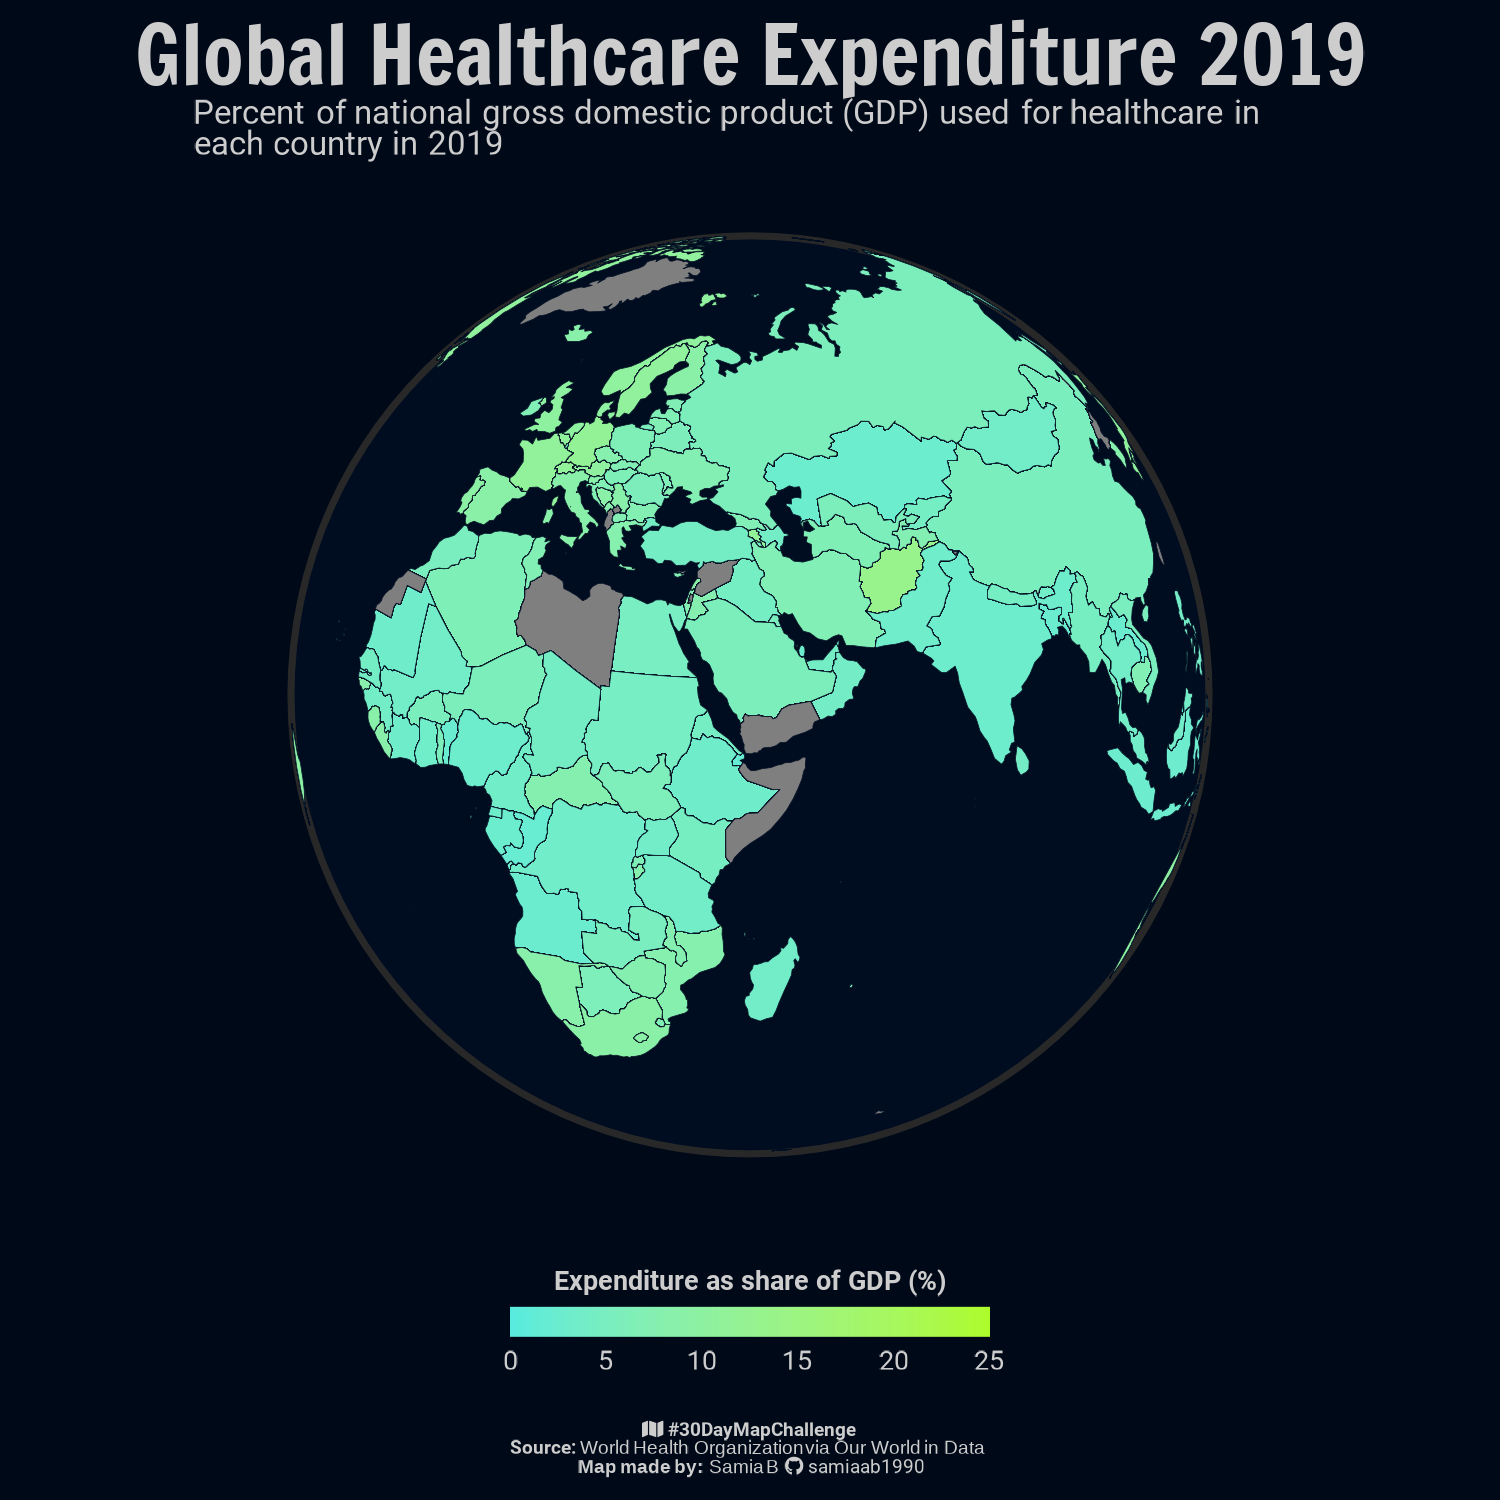 Global Healthcare Expenditure 2019
Percent of national gross domestic product (GDP) used for healthcare in
each country in 2019
Expenditure as share of GDP (%)
0 5 10 15 20 25
#30DayMapChallenge
Source: World Health Organization via Our World in Data
Map made by: Samia B samiaab1990